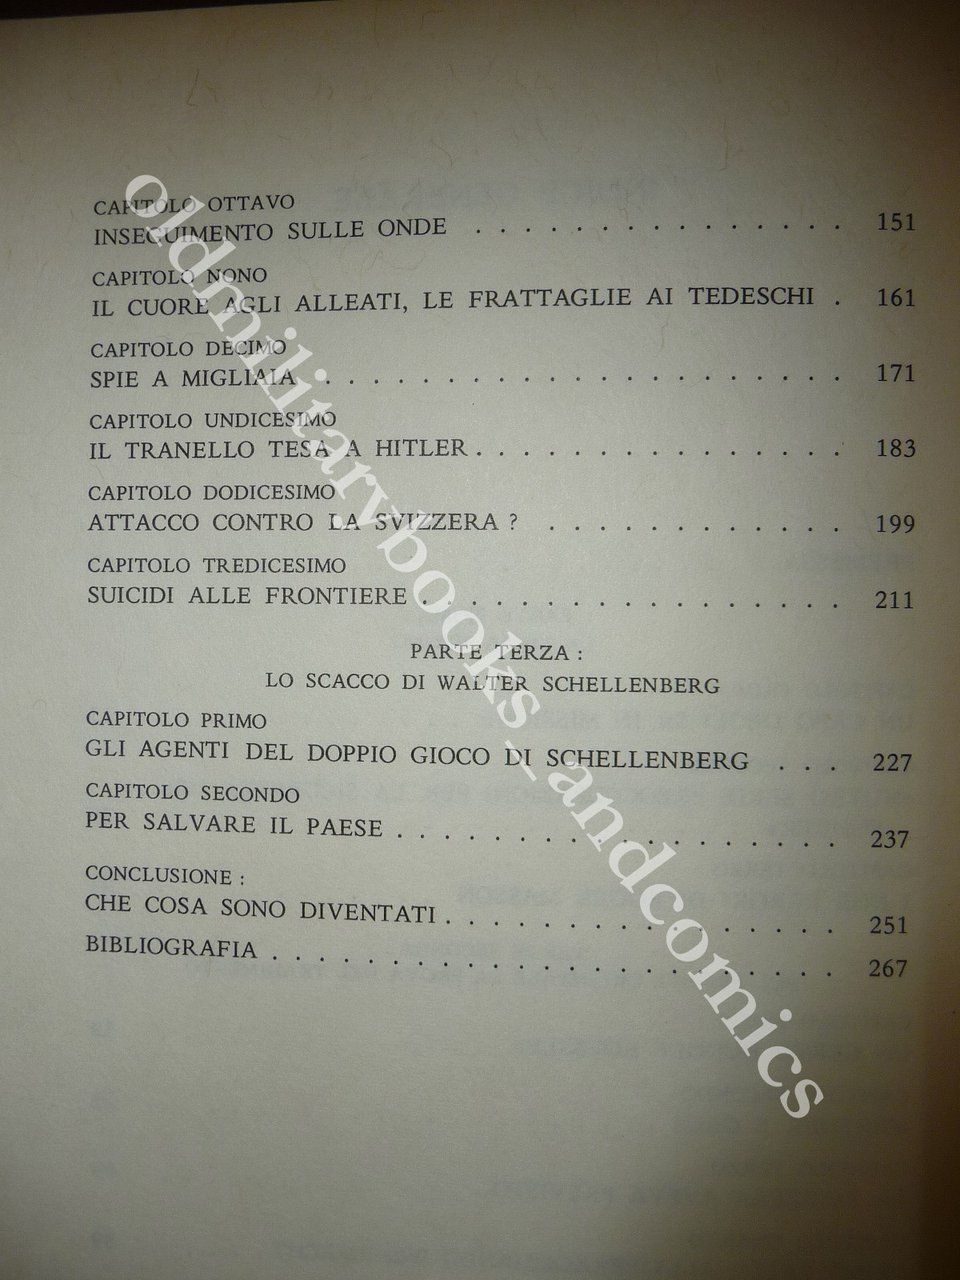 CAPITOLO OTTAVO
INSEGUIMENTO SULLE ONDE . . . . . . . . . . . . . . . . 151
CAPITOLO NONO
IL CUORE AGLI ALLEATI, LE FRATTAGLIE AI TEDESCHI . 161
CAPITOLO DECIMO
SPIE A MIGLIAIA . . . . . . . . . . . . . . . . . . . . . . 171
CAPITOLO UNDICESIMO
IL TRANELLO TESA A HITLER . . . . . . . . . . . . . . . . 183
CAPITOLO DODICESIMO
ATTACCO CONTRO LA SVIZZERA ? . . . . . . . . . . . . 199
CAPITOLO TREDICESIMO
SUICIDI ALLE FRONTIERE . . . . . . . . . . . . . . . . . 211
PARTE TERZA :
LO SCACCO DI WALTER SCHELLENBERG
CAPITOLO PRIMO
GLI AGENTI DEL DOPPIO GIOCO DI SCHELLENBERG . . . 227
CAPITOLO SECONDO
PER SALVARE IL PAESE . . . . . . . . . . . . . . . . . . . 237
CONCLUSIONE :
CHE COSA SONO DIVENTATI . . . . . . . . . . . . . . . . . 251
BIBLIOGRAFIA . . . . . . . . . . . . . . . . . . . . . . . . 267
oldmilitarybooks_andcomics